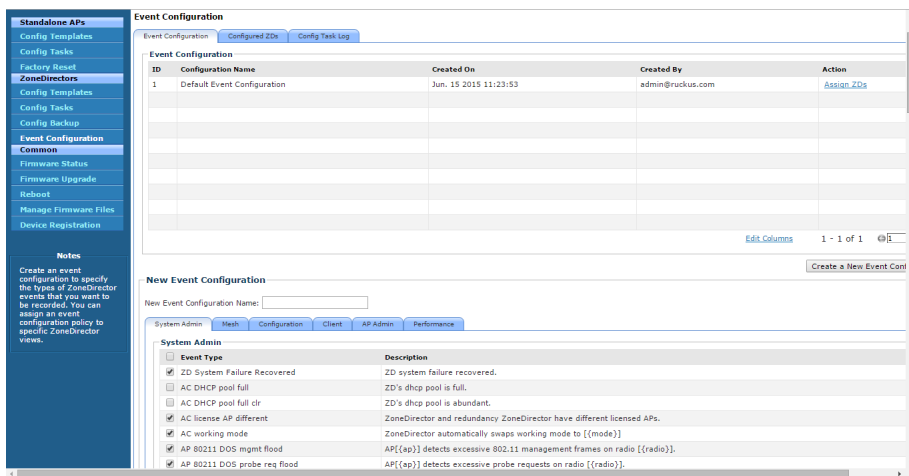 Standalone APs
Config Templates
Config Tasks
Factory Reset
ZoneDirectors
Config Templates
Config Tasks
Config Backup
Event Configuration
Common
Firmware Status
Firmware Upgrade
Reboot
Manage Firmware Files
Device Registration
Notes
Create an event
configuration to specify
the types of ZoneDirector
events that you want to
be recorded. You can
assign an event
configuration policy to
specific ZoneDirector
views.
Event Configuration
Event Configuration Configured ZDs Config Task Log
Event Configuration
ID Configuration Name Created On Created By Action
1 Default Event Configuration Jun. 15 2015 11:23:53 admin@ruckus.com Assign ZDs
Edit Columns 1 - 1 of 1 1
Create a New Event Conf
New Event Configuration
New Event Configuration Name:
System Admin Mesh Configuration Client AP Admin Performance
System Admin
Event Type Description
ZD System Failure Recovered ZD system failure recovered.
AC DHCP pool full ZD's dhcp pool is full.
AC DHCP pool full clr ZD's dhcp pool is abundant.
AC license AP different ZoneDirector and redundancy ZoneDirector have different licensed APs.
AC working mode ZoneDirector automatically swaps working mode to [{mode}]
AP 80211 DOS mgmt flood AP[{ap}] detects excessive 802.11 management frames on radio [{radio}].
AP 80211 DOS probe req flood AP[{ap}] detects excessive probe requests on radio [{radio}].